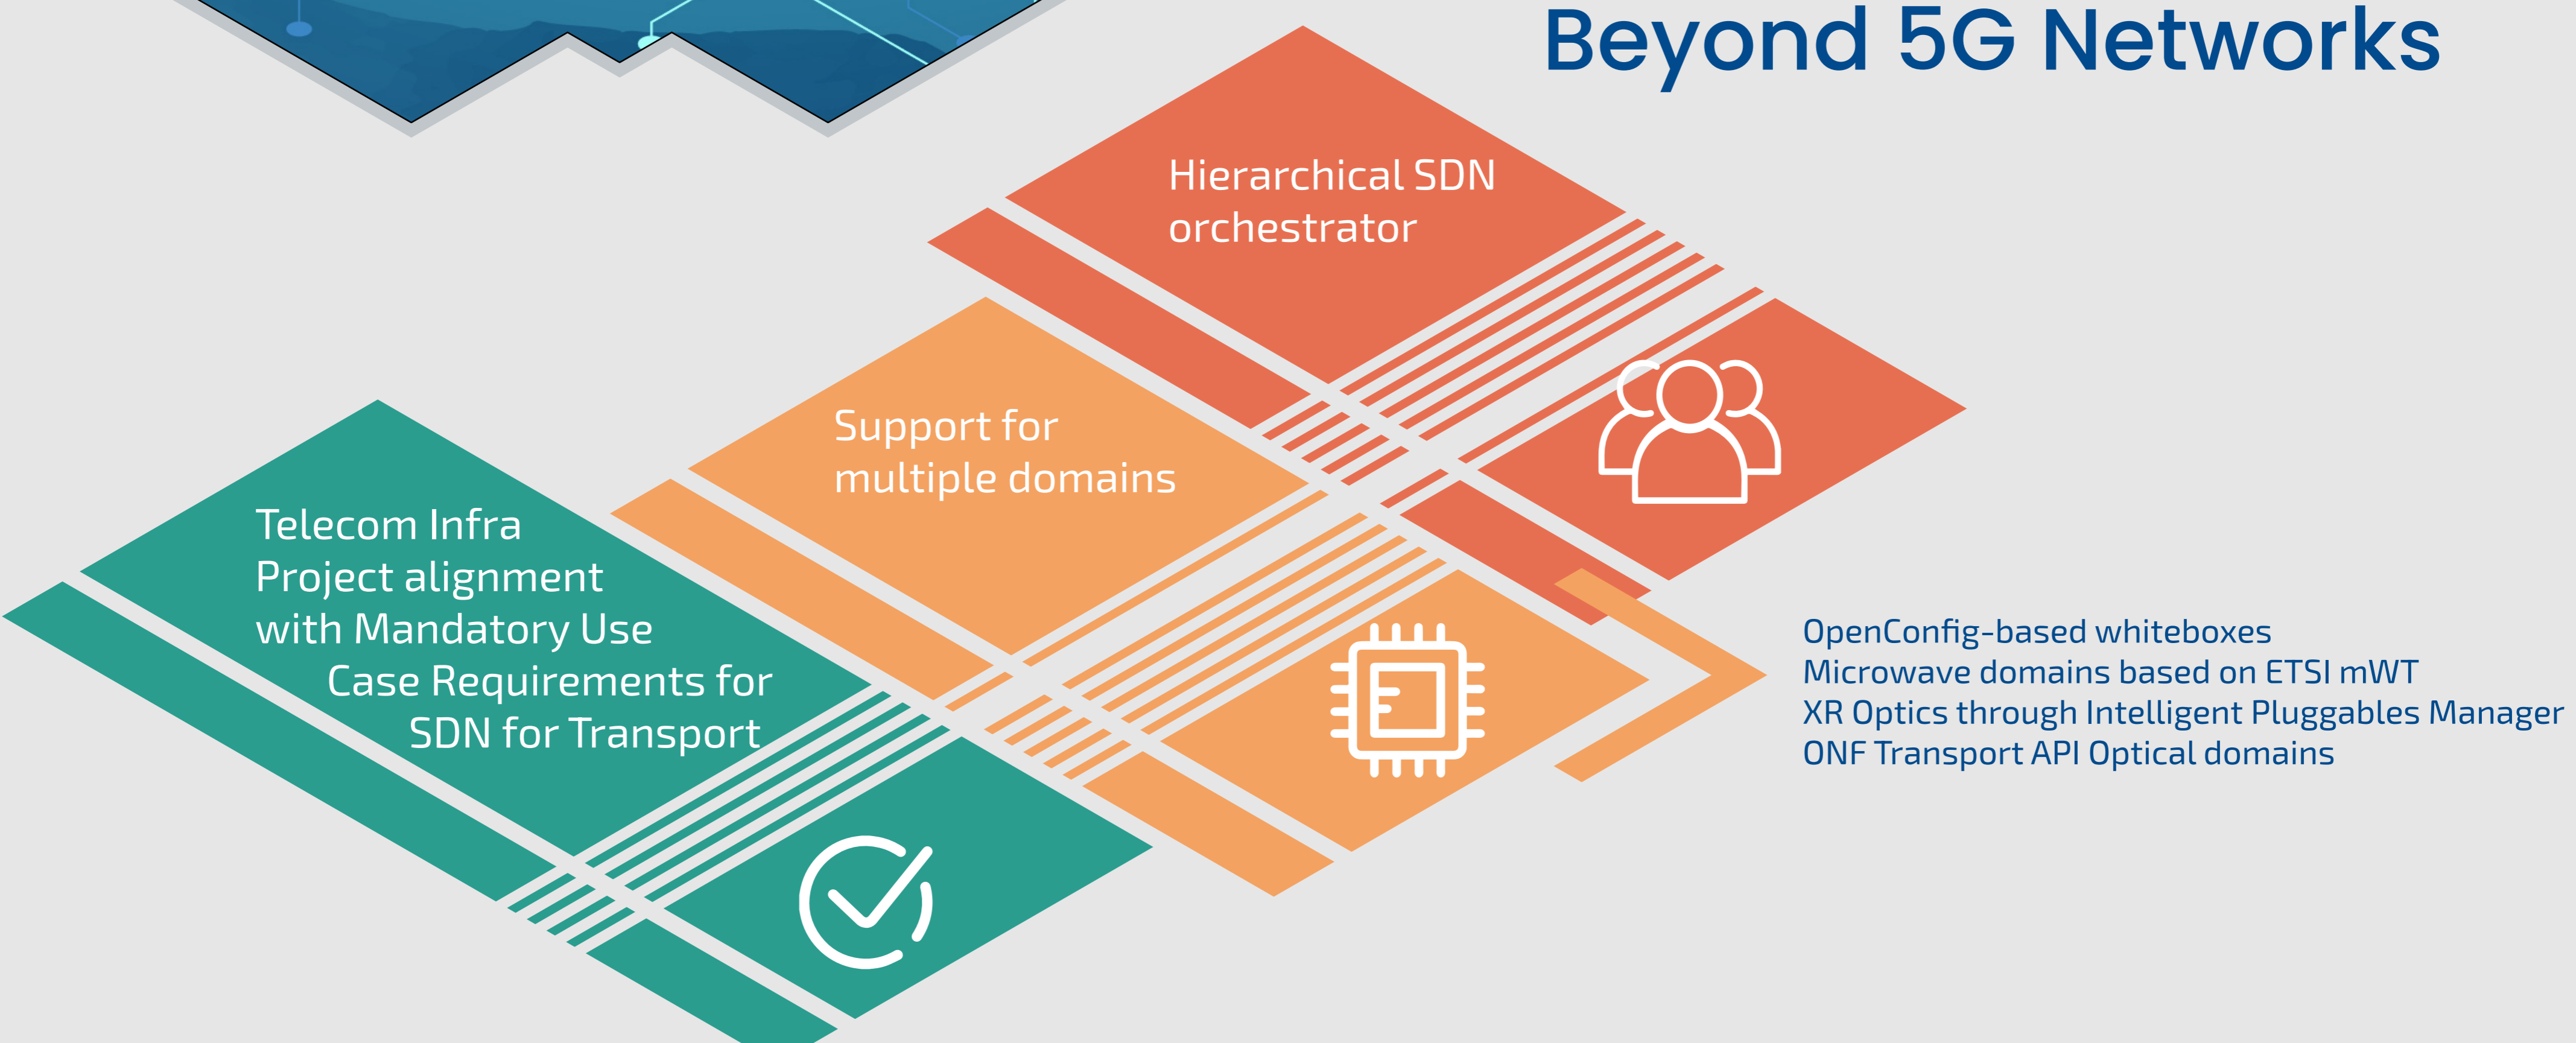 Beyond 5G Networks
Hierarchical SDN
orchestrator
Support for
multiple domains
Telecom Infra
Project alignment
with Mandatory Use
Case Requirements for
SDN for Transport
OpenConfig-based whiteboxes
Microwave domains based on ETSI mWT
XR Optics through Intelligent Pluggables Manager
ONF Transport API Optical domains